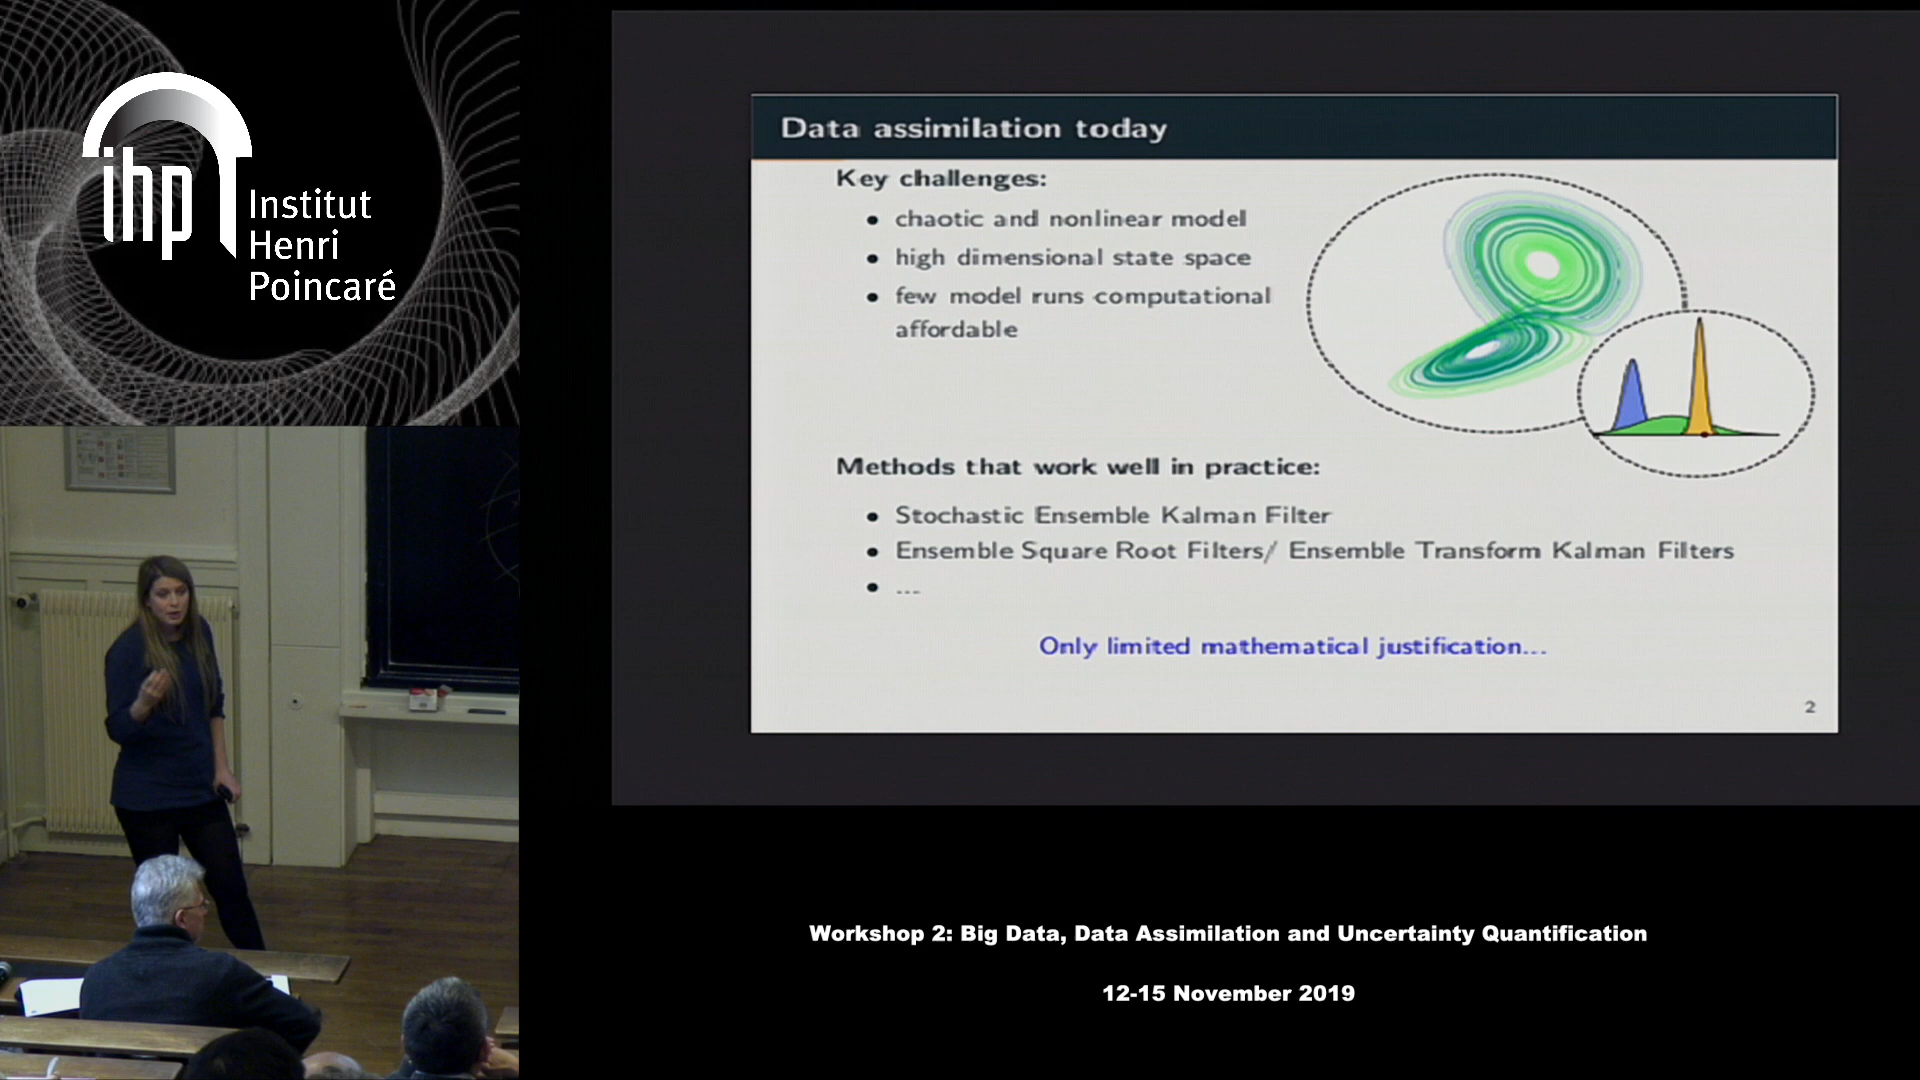 ihp
Institut
Henri
Poincaré
Data assimilation today
Key challenges:
• chaotic and nonlinear model
• high dimensional state space
• few model runs computational
affordable
Methods that work well in practice:
• Stochastic Ensemble Kalman Filter
• Ensemble Square Root Filters/ Ensemble Transform Kalman Filters
• ...
Only limited mathematical justification...
2
Workshop 2: Big Data, Data Assimilation and Uncertainty Quantification
12-15 November 2019